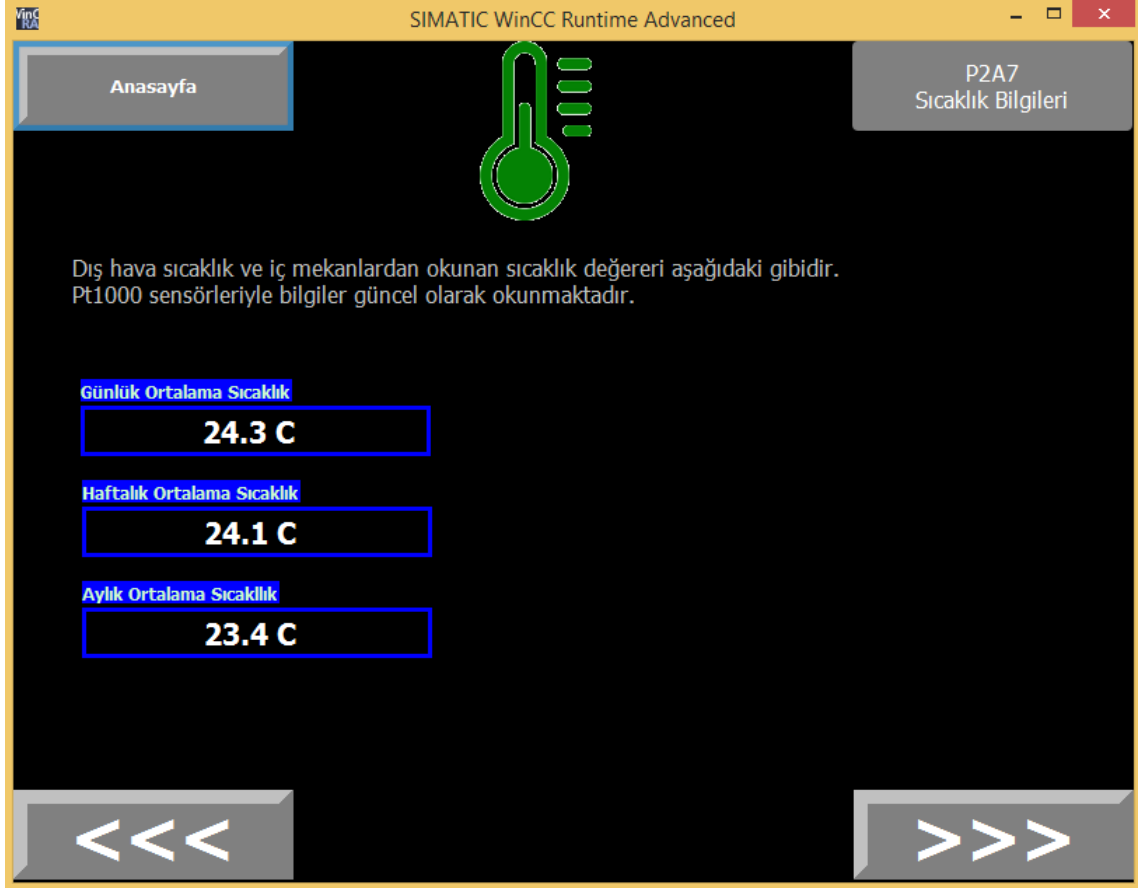 SIMATIC WinCC Runtime Advanced
Anasayfa
P2A7
Sıcaklık Bilgileri
Dış hava sıcaklık ve iç mekanlardan okunan sıcaklık değereri aşağıdaki gibidir.
Pt1000 sensörleriyle bilgiler güncel olarak okunmaktadır.
Günlük Ortalama Sıcaklık
24.3 C
Haftalık Ortalama Sıcaklık
24.1 C
Aylık Ortalama Sıcakllık
23.4 C
<<<
>>>